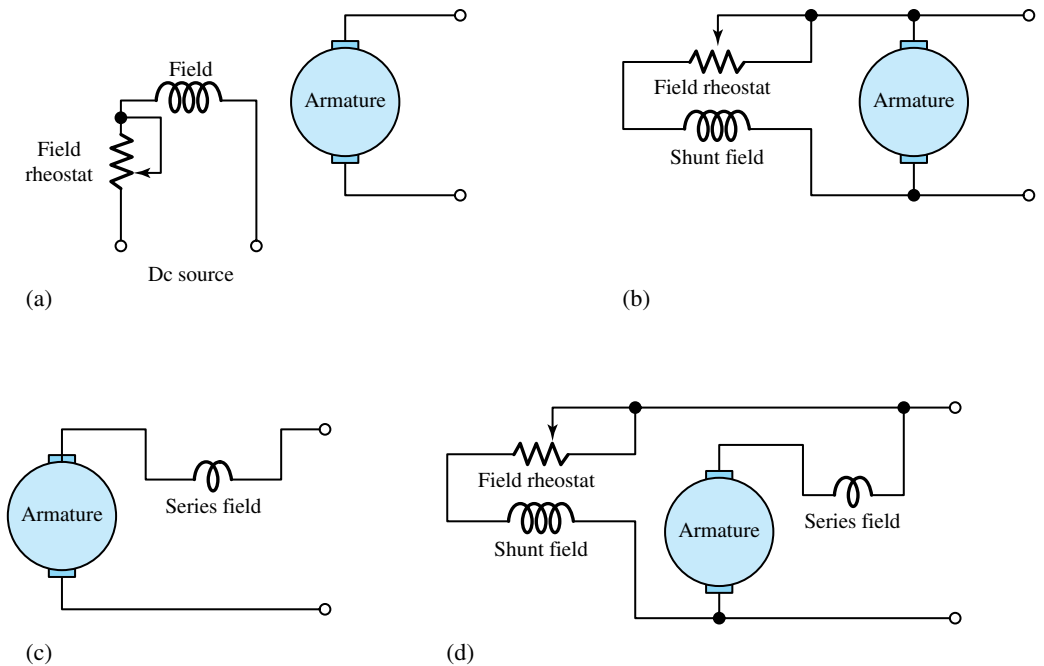 Field
Armature
Field
rheostat
Dc source
(a)
Field rheostat
Armature
Shunt field
(b)
Armature
Series field
(c)
Field rheostat
Shunt field
Armature
Series field
(d)